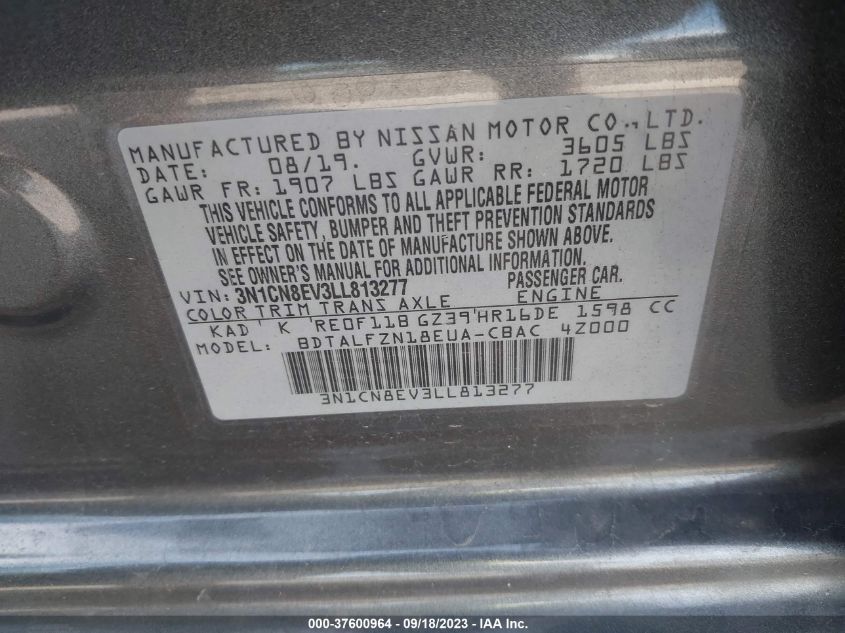 MANUFACTURED BY NISSAN MOTOR CO., LTD.
DATE: 08/19. GVWR: 3605 LBS
GAWR FR: 1907 LBS GAWR RR: 1720 LBS
THIS VEHICLE CONFORMS TO ALL APPLICABLE FEDERAL MOTOR
VEHICLE SAFETY, BUMPER AND THEFT PREVENTION STANDARDS
IN EFFECT ON THE DATE OF MANUFACTURE SHOWN ABOVE.
SEE OWNER'S MANUAL FOR ADDITIONAL INFORMATION.
VIN: 3N1CN8EV3LL813277 PASSENGER CAR.
COLOR TRIM TRANS AXLE ENGINE
KAD K RE0F11B GZ39 HR16DE 1598 CC
MODEL: BDTALFZN18EUA-CBAC 4Z000
3N1CN8EV3LL813277
000-37600964 - 09/18/2023 - IAA Inc.